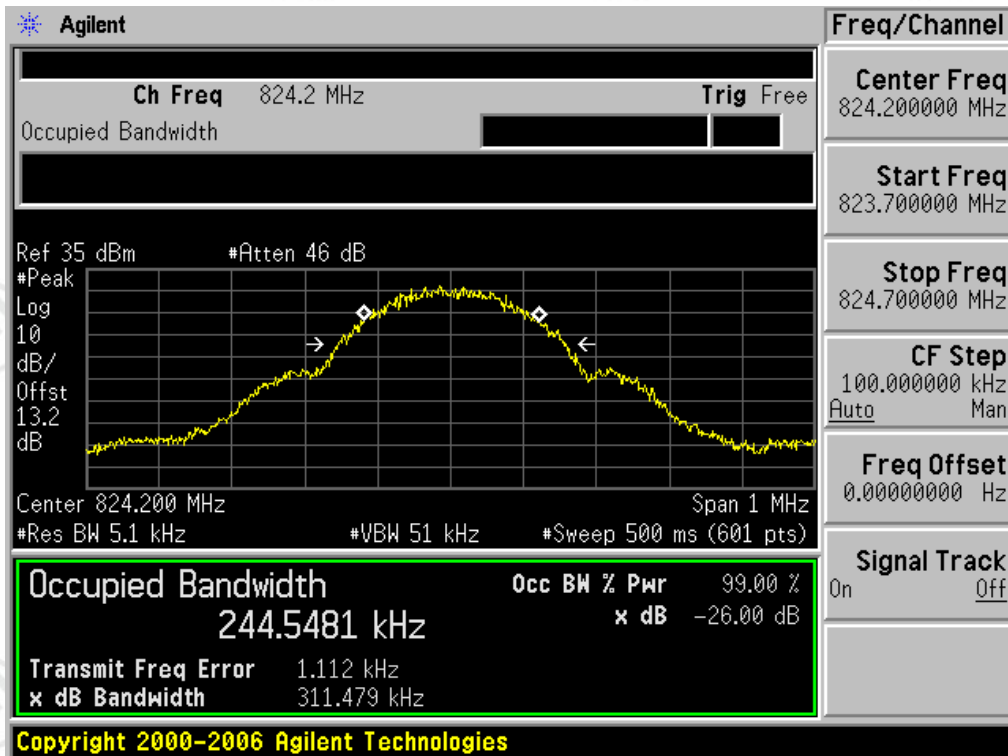 Agilent
Freq/Channel
Ch Freq 824.2 MHz
Trig Free
Occupied Bandwidth
Center Freq
824.200000 MHz
Start Freq
823.700000 MHz
Stop Freq
824.700000 MHz
CF Step
100.000000 kHz
Auto Man
Freq Offset
0.00000000 Hz
Signal Track
On Off
Ref 35 dBm #Atten 46 dB
#Peak
Log
10
dB/
Offst
13.2
dB
Center 824.200 MHz Span 1 MHz
#Res BW 5.1 kHz #VBW 51 kHz #Sweep 500 ms (601 pts)
Occupied Bandwidth
244.5481 kHz
Occ BW % Pwr 99.00 %
x dB -26.00 dB
Transmit Freq Error 1.112 kHz
x dB Bandwidth 311.479 kHz
Copyright 2000-2006 Agilent Technologies